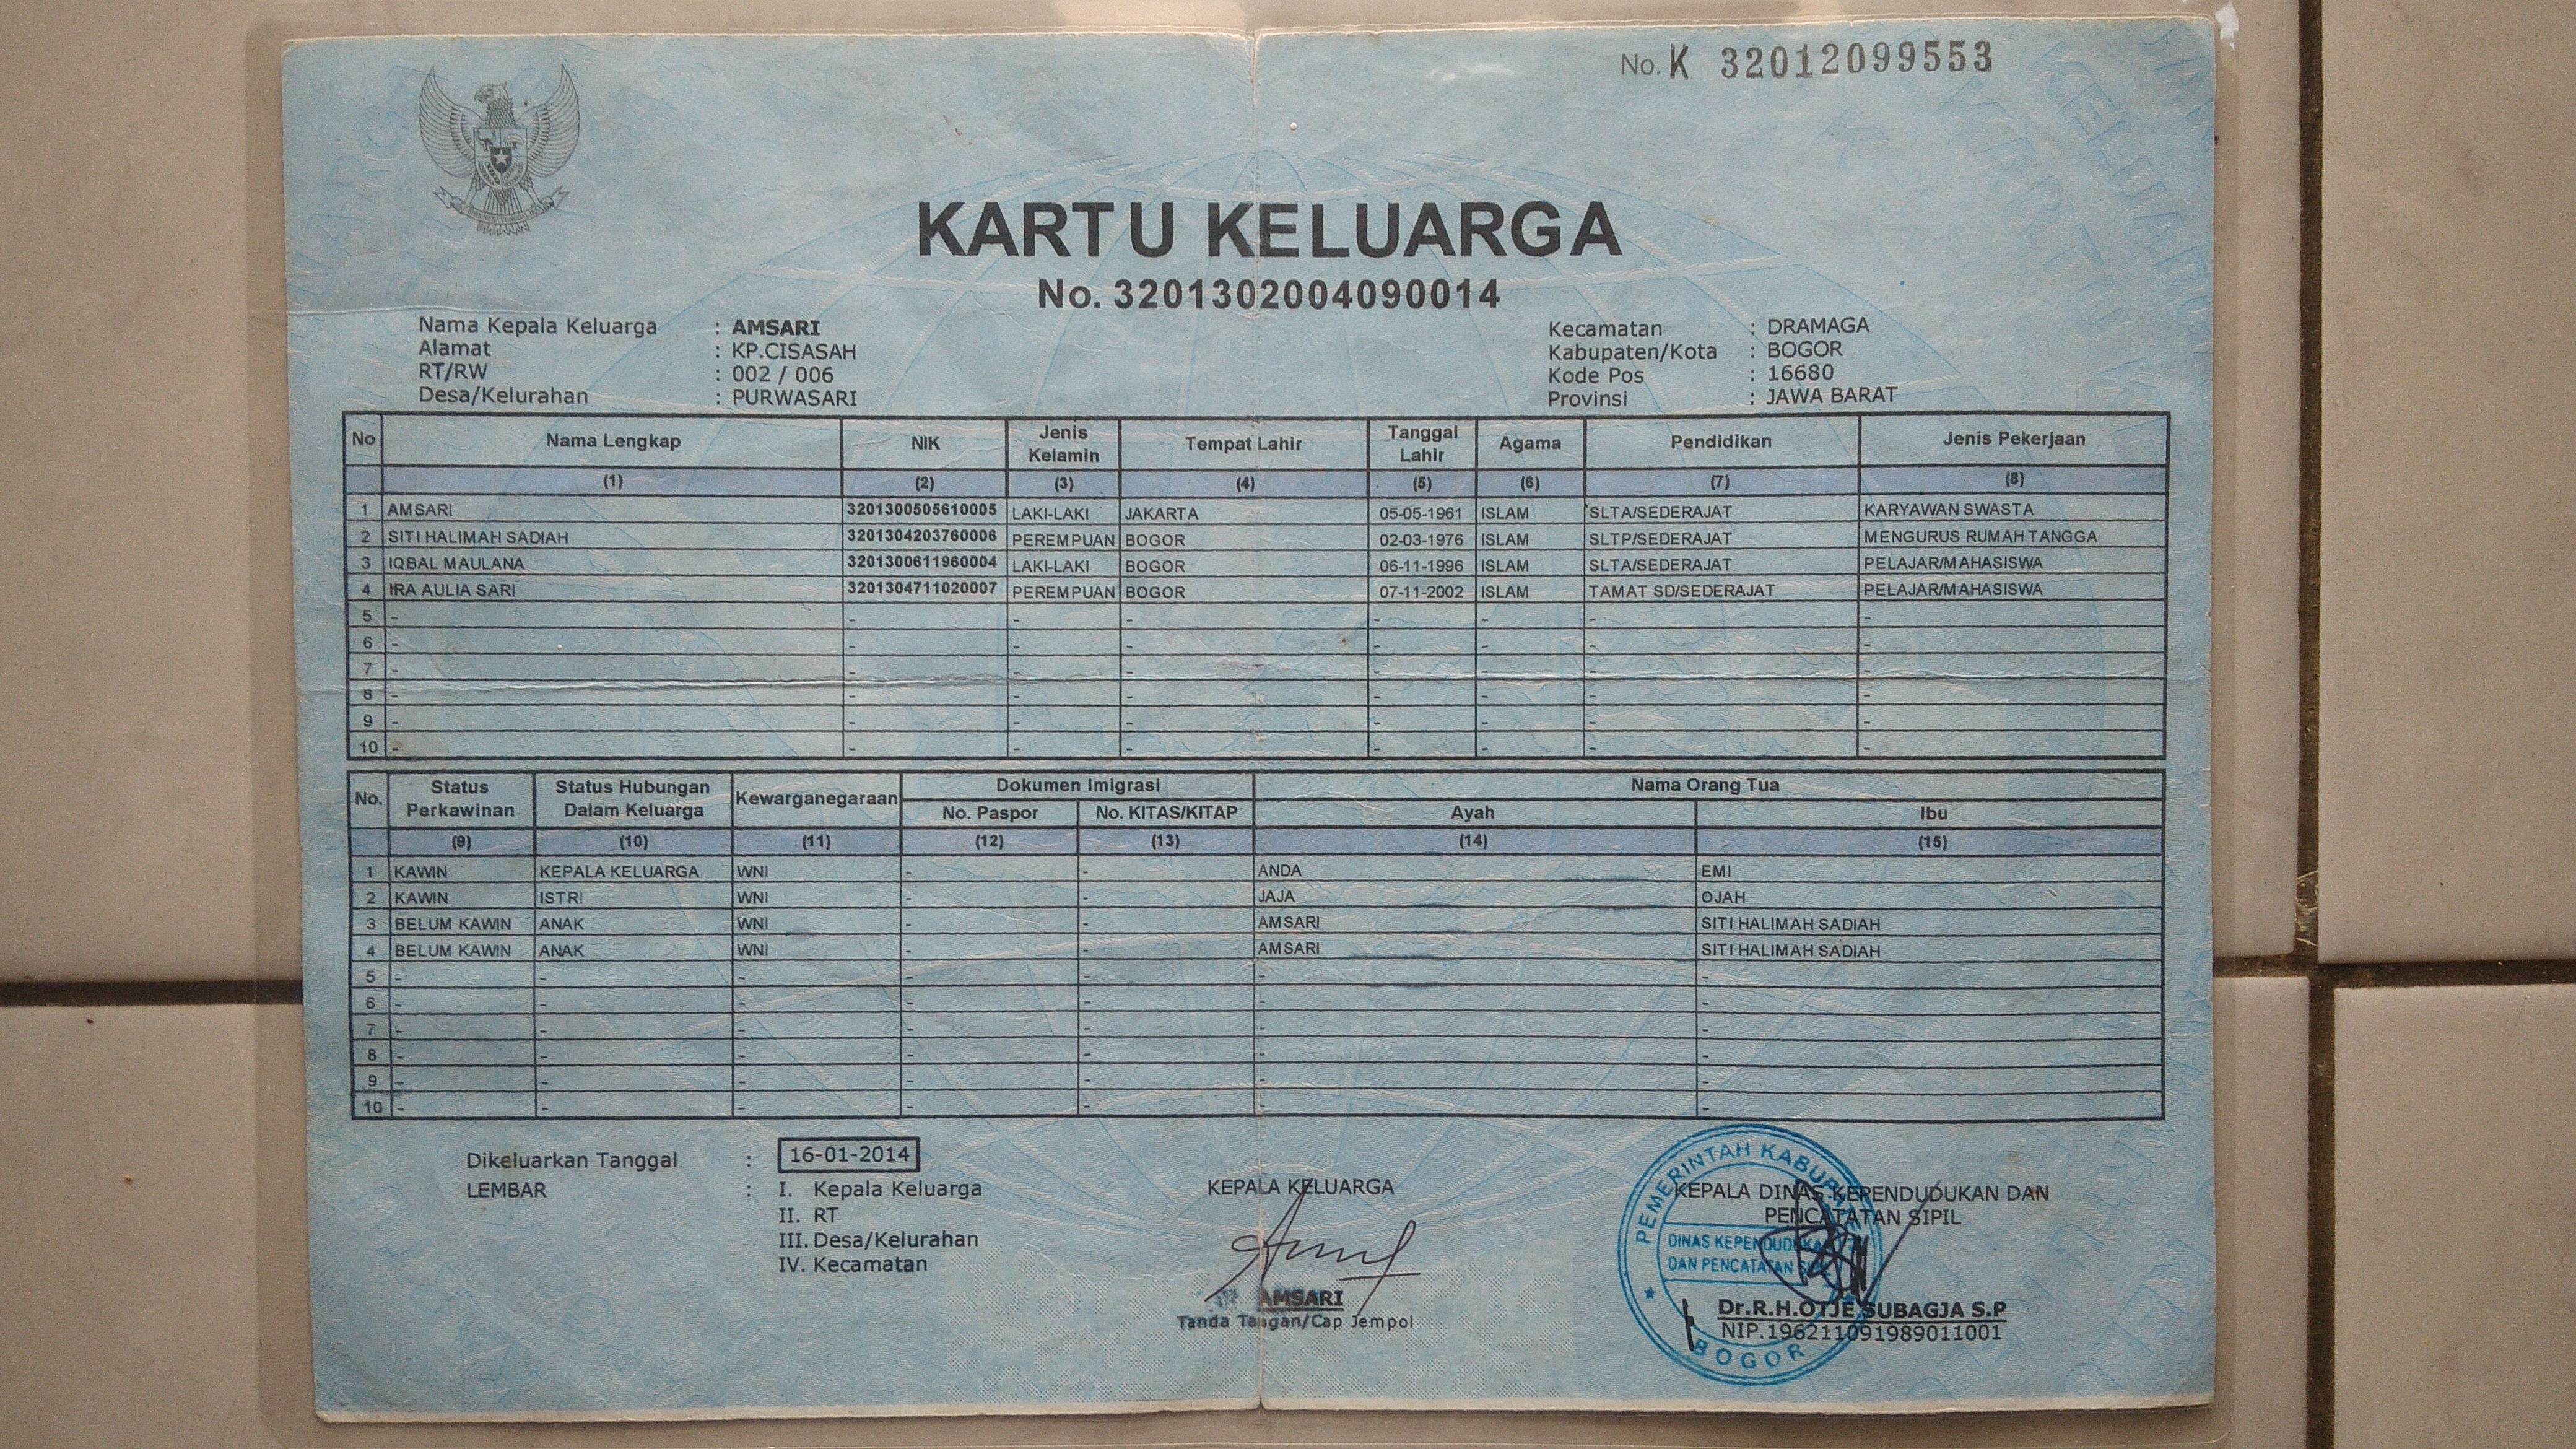 No. K 32012099553
KARTU KELUARGA
No. 3201302004090014
Nama Kepala Keluarga : AMSARI
Alamat : KP.CISASAH
RT/RW : 002 / 006
Desa/Kelurahan : PURWASARI
Kecamatan : DRAMAGA
Kabupaten/Kota : BOGOR
Kode Pos : 16680
Provinsi : JAWA BARAT
No Nama Lengkap NIK Jenis Kelamin Tempat Lahir Tanggal Lahir Agama Pendidikan Jenis Pekerjaan
(1) (2) (3) (4) (5) (6) (7) (8)
1 AMSARI 3201300505610005 LAKI-LAKI JAKARTA 05-05-1961 ISLAM SLTA/SEDERAJAT KARYAWAN SWASTA
2 SITI HALIMAH SADIAH 3201304203760006 PEREMPUAN BOGOR 02-03-1976 ISLAM SLTP/SEDERAJAT MENGURUS RUMAH TANGGA
3 IQBAL MAULANA 3201300611960004 LAKI-LAKI BOGOR 06-11-1996 ISLAM SLTA/SEDERAJAT PELAJAR/MAHASISWA
4 IRA AULIA SARI 3201304711020007 PEREMPUAN BOGOR 07-11-2002 ISLAM TAMAT SD/SEDERAJAT PELAJAR/MAHASISWA
5 - - - - - - - -
6 - - - - - - - -
7 - - - - - - - -
8 - - - - - - - -
9 - - - - - - - -
10 - - - - - - - -
No. Status Perkawinan Status Hubungan Dalam Keluarga Kewarganegaraan Dokumen Imigrasi Nama Orang Tua
No. Paspor No. KITAS/KITAP Ayah Ibu
(9) (10) (11) (12) (13) (14) (15)
1 KAWIN KEPALA KELUARGA WNI - - ANDA EMI
2 KAWIN ISTRI WNI - - JAJA OJAH
3 BELUM KAWIN ANAK WNI - - AMSARI SITI HALIMAH SADIAH
4 BELUM KAWIN ANAK WNI - - AMSARI SITI HALIMAH SADIAH
5 - - - - - - -
6 - - - - - - -
7 - - - - - - -
8 - - - - - - -
9 - - - - - - -
10 - - - - - - -
Dikeluarkan Tanggal : 16-01-2014
LEMBAR : I. Kepala Keluarga
II. RT
III. Desa/Kelurahan
IV. Kecamatan
KEPALA KELUARGA
AMSARI
Tanda Tangan/Cap Jempol
KEPALA DINAS KEPENDUDUKAN DAN
PENCATATAN SIPIL
PEMERINTAH KABUPATEN
DINAS KEPENDUDUKAN
DAN PENCATATAN SIPIL
BOGOR
Dr.R.H.OTJE SUBAGJA S.P
NIP.196211091989011001